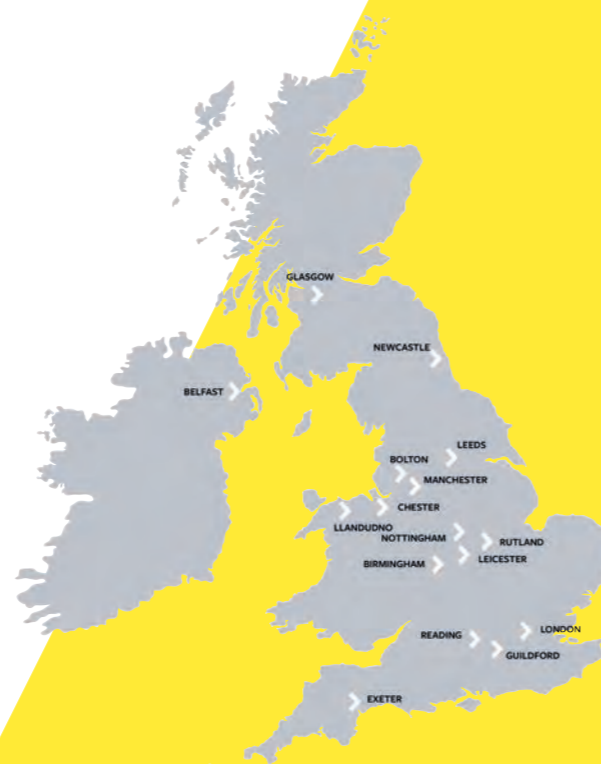 GLASGOW
NEWCASTLE
BELFAST
LEEDS
BOLTON
MANCHESTER
CHESTER
LLANDUDNO
NOTTINGHAM
RUTLAND
LEICESTER
BIRMINGHAM
LONDON
READING
GUILDFORD
EXETER